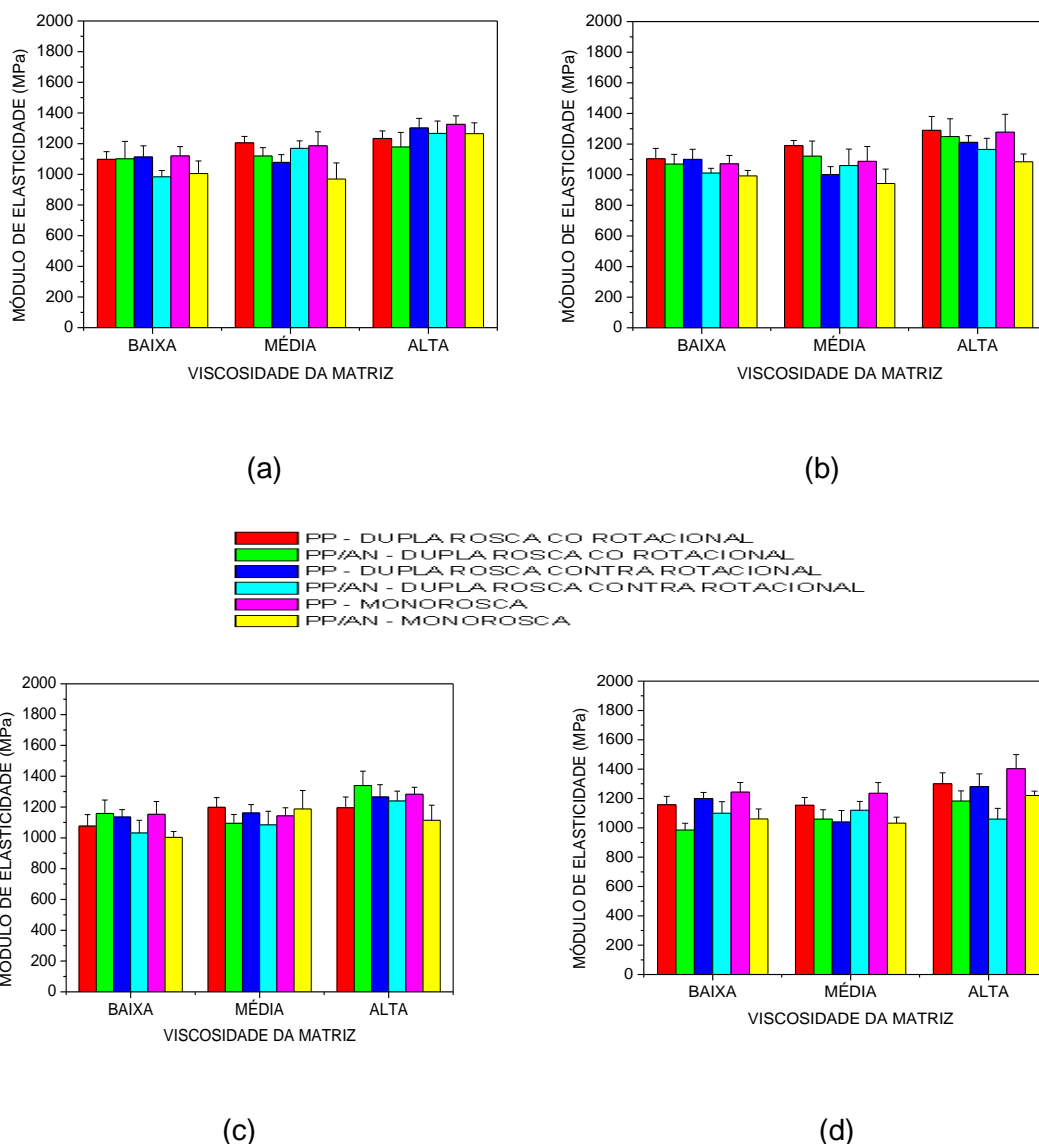 2000
1800
1600
1400
1200
1000
800
600
400
200
0
MÓDULO DE ELASTICIDADE (MPa)
BAIXA MÉDIA ALTA
VISCOSIDADE DA MATRIZ
(a)
2000
1800
1600
1400
1200
1000
800
600
400
200
0
MÓDULO DE ELASTICIDADE (MPa)
BAIXA MÉDIA ALTA
VISCOSIDADE DA MATRIZ
(b)
PP - DUPLA ROSCA CO ROTACIONAL
PP/AN - DUPLA ROSCA CO ROTACIONAL
PP - DUPLA ROSCA CONTRA ROTACIONAL
PP/AN - DUPLA ROSCA CONTRA ROTACIONAL
PP - MONOROSCA
PP/AN - MONOROSCA
2000
1800
1600
1400
1200
1000
800
600
400
200
0
MÓDULO DE ELASTICIDADE (MPa)
BAIXA MÉDIA ALTA
VISCOSIDADE DA MATRIZ
(c)
2000
1800
1600
1400
1200
1000
800
600
400
200
0
MÓDULO DE ELASTICIDADE (MPa)
BAIXA MÉDIA ALTA
VISCOSIDADE DA MATRIZ
(d)